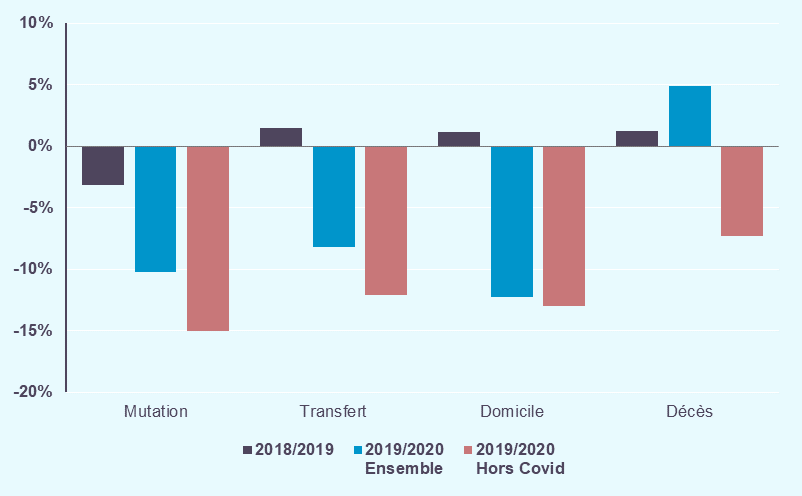 10%
5%
0%
-5%
-10%
-15%
-20%
Mutation Transfert Domicile Décès
2018/2019 2019/2020 2019/2020
Ensemble Hors Covid